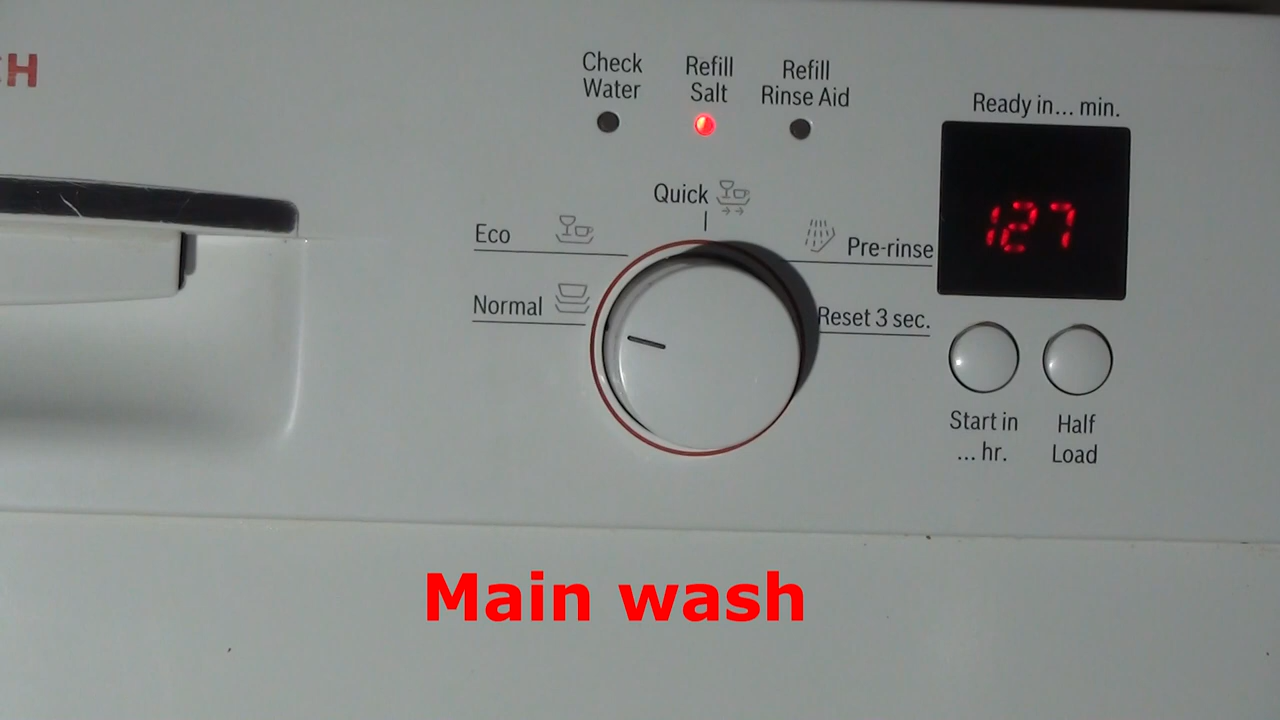 CH
Check
Water
Refill
Salt
Refill
Rinse Aid
Ready in... min.
127
Quick
Eco
Pre-rinse
Normal
Reset 3 sec.
Start in
... hr.
Half
Load
Main wash